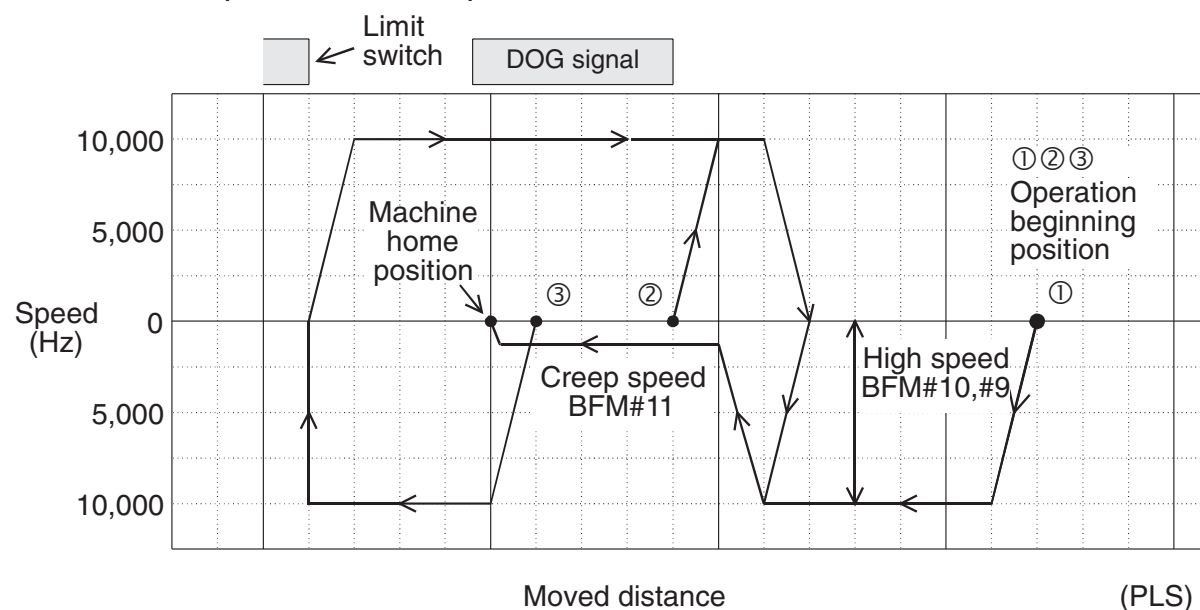 Limit
switch
DOG signal
10,000
5,000
0
5,000
10,000
Speed
(Hz)
Machine
home
position
③
②
①②③
Operation
beginning
position
①
Creep speed
BFM#11
High speed
BFM#10,#9
Moved distance
(PLS)